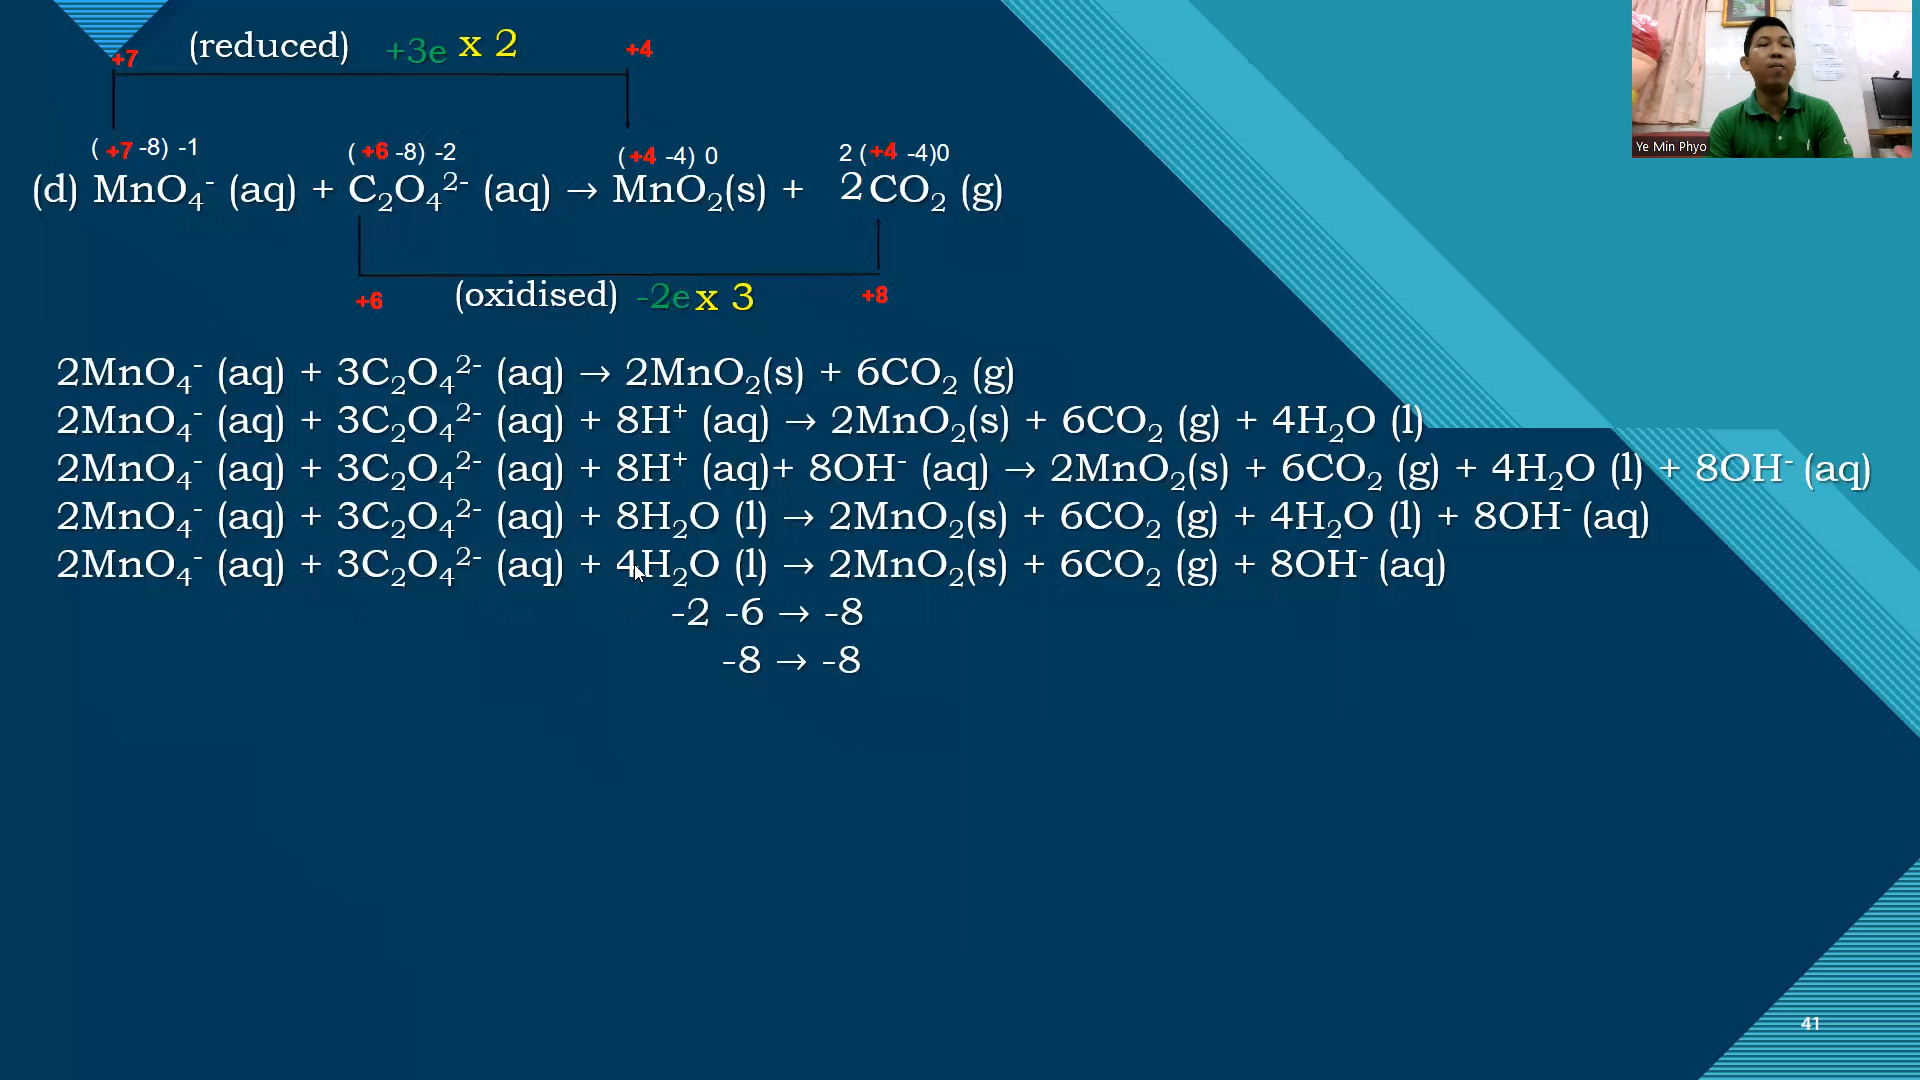 +7 (reduced) +3e x 2 +4
( +7 -8) -1 ( +6 -8) -2 (+4 -4) 0 2 (+4 -4)0
(d) MnO₄⁻ (aq) + C₂O₄²⁻ (aq) → MnO₂(s) + 2CO₂ (g)
+6 (oxidised) -2e x 3 +8
2MnO₄⁻ (aq) + 3C₂O₄²⁻ (aq) → 2MnO₂(s) + 6CO₂ (g)
2MnO₄⁻ (aq) + 3C₂O₄²⁻ (aq) + 8H⁺ (aq) → 2MnO₂(s) + 6CO₂ (g) + 4H₂O (l)
2MnO₄⁻ (aq) + 3C₂O₄²⁻ (aq) + 8H⁺ (aq)+ 8OH⁻ (aq) → 2MnO₂(s) + 6CO₂ (g) + 4H₂O (l) + 8OH⁻ (aq)
2MnO₄⁻ (aq) + 3C₂O₄²⁻ (aq) + 8H₂O (l) → 2MnO₂(s) + 6CO₂ (g) + 4H₂O (l) + 8OH⁻ (aq)
2MnO₄⁻ (aq) + 3C₂O₄²⁻ (aq) + 4H₂O (l) → 2MnO₂(s) + 6CO₂ (g) + 8OH⁻ (aq)
-2 -6 → -8
-8 → -8
Ye Min Phyo
41